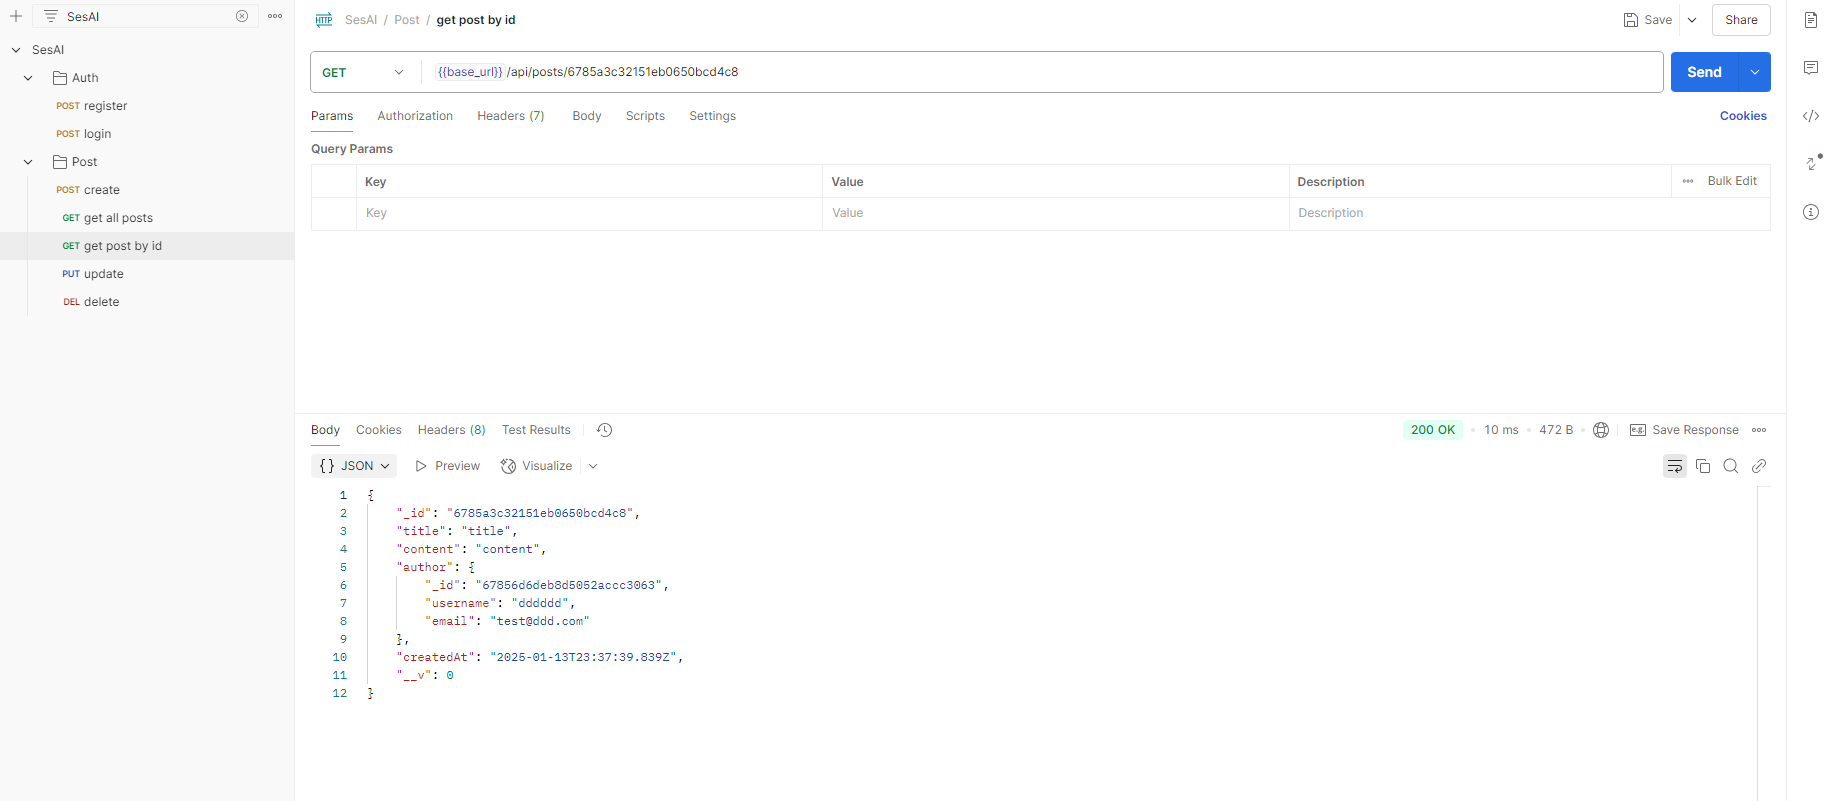 SesAI
SesAI
Auth
POST register
POST login
Post
POST create
GET get all posts
GET get post by id
PUT update
DEL delete
HTTP SesAI / Post / get post by id
Save
Share
GET {{base_url}} /api/posts/6785a3c32151eb0650bcd4c8
Send
Params Authorization Headers (7) Body Scripts Settings Cookies
Query Params
Key Value Description Bulk Edit
Key Value Description
Body Cookies Headers (8) Test Results 200 OK 10 ms 472 B e.g. Save Response
{} JSON Preview Visualize
1 {
2 "_id": "6785a3c32151eb0650bcd4c8",
3 "title": "title",
4 "content": "content",
5 "author": {
6 "_id": "67856d6deb8d5052accc3063",
7 "username": "dddddd",
8 "email": "test@ddd.com"
9 },
10 "createdAt": "2025-01-13T23:37:39.839Z",
11 "__v": 0
12 }